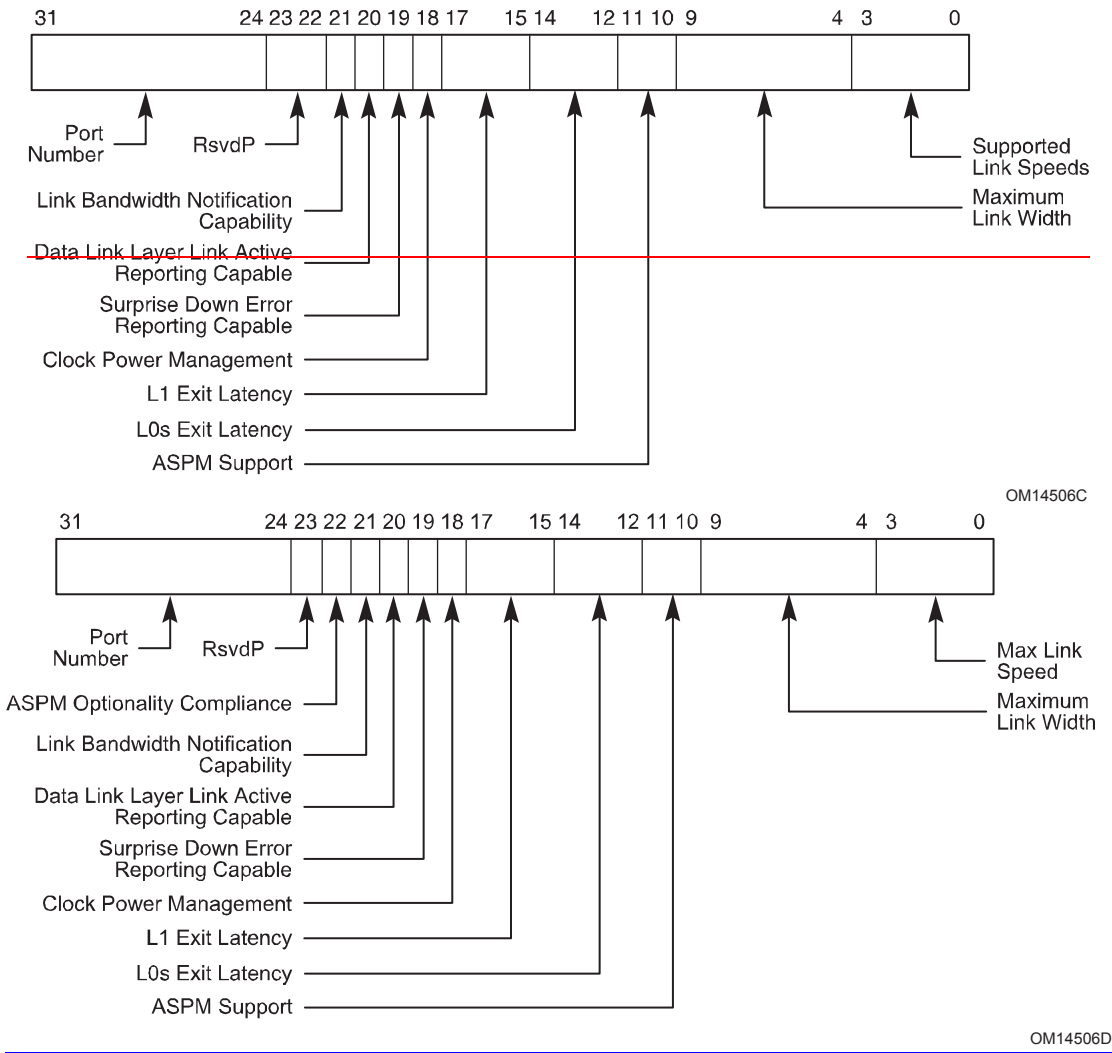 31 24 23 22 21 20 19 18 17 15 14 12 11 10 9 4 3 0
Port
Number
RsvdP
Supported
Link Speeds
Link Bandwidth Notification
Capability
Maximum
Link Width
Data Link Layer Link Active
Reporting Capable
Surprise Down Error
Reporting Capable
Clock Power Management
L1 Exit Latency
L0s Exit Latency
ASPM Support
OM14506C
31 24 23 22 21 20 19 18 17 15 14 12 11 10 9 4 3 0
Port
Number
RsvdP
Max Link
Speed
ASPM Optionality Compliance
Maximum
Link Width
Link Bandwidth Notification
Capability
Data Link Layer Link Active
Reporting Capable
Surprise Down Error
Reporting Capable
Clock Power Management
L1 Exit Latency
L0s Exit Latency
ASPM Support
OM14506D